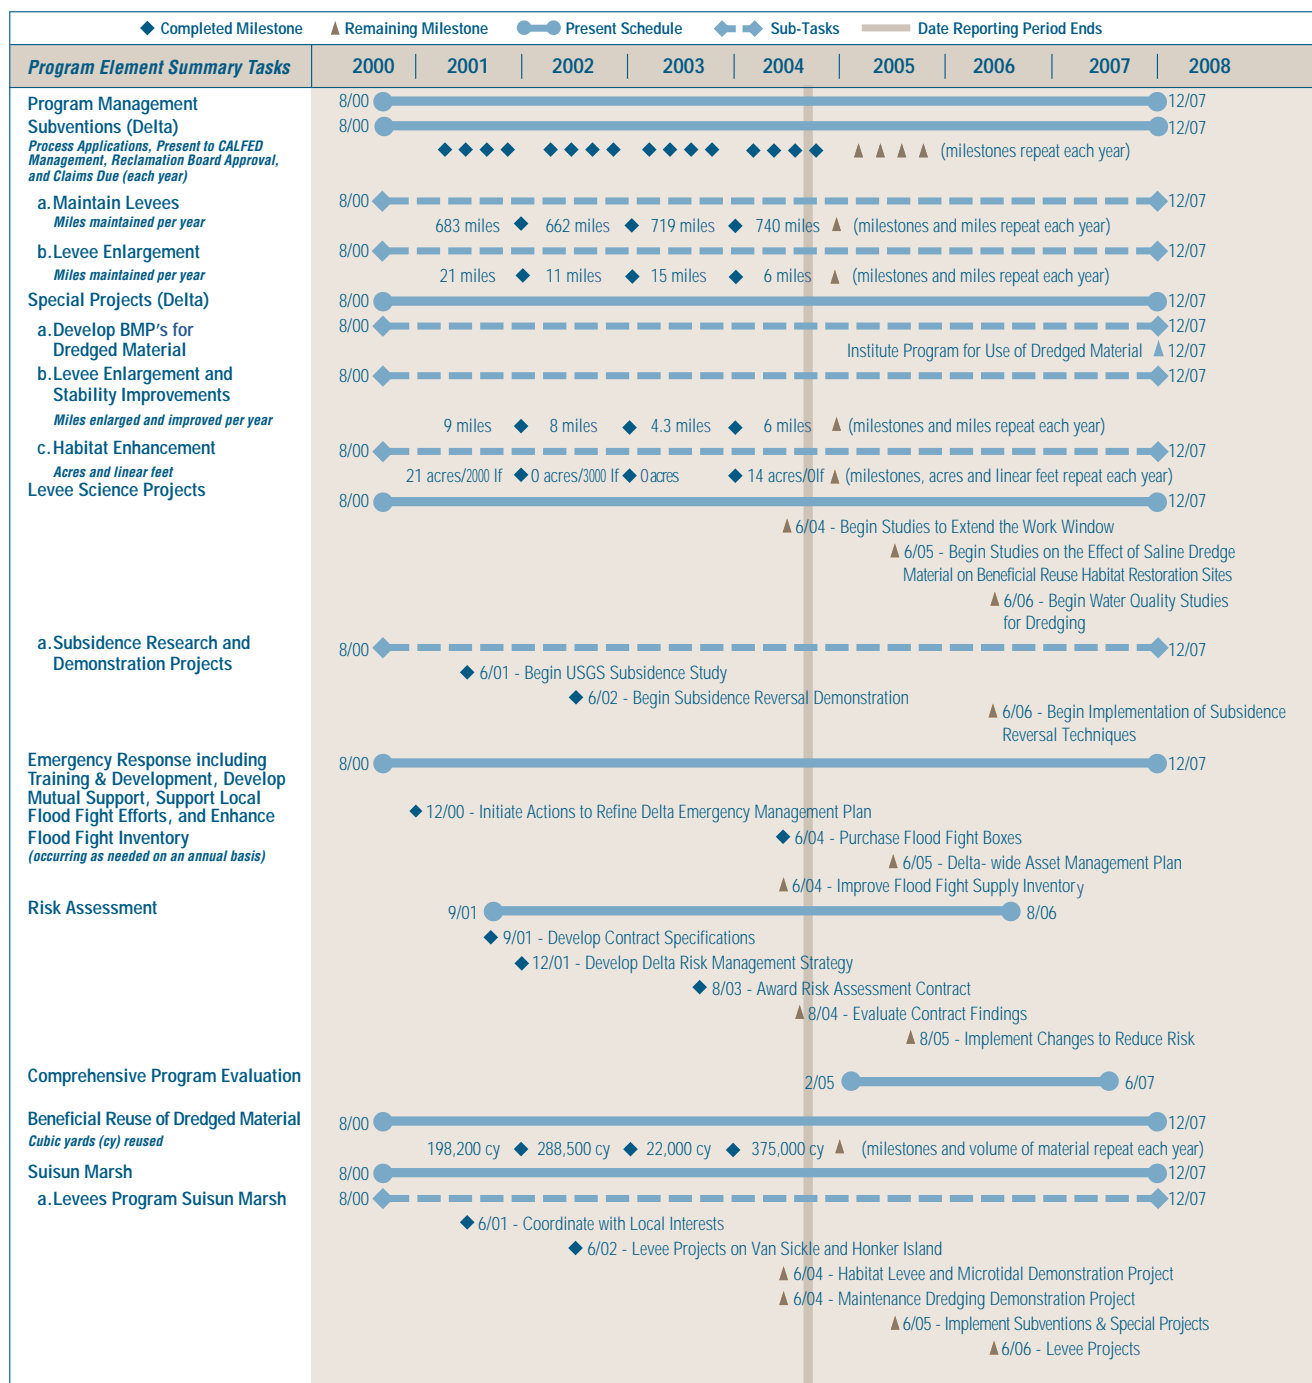 Completed Milestone Remaining Milestone Present Schedule Sub-Tasks Date Reporting Period Ends
Program Element Summary Tasks 2000 2001 2002 2003 2004 2005 2006 2007 2008
Program Management 8/00 12/07
Subventions (Delta) 8/00 12/07
Process Applications, Present to CALFED
Management, Reclamation Board Approval,
and Claims Due (each year)
(milestones repeat each year)
a. Maintain Levees 8/00 12/07
Miles maintained per year
683 miles 662 miles 719 miles 740 miles (milestones and miles repeat each year)
b. Levee Enlargement 8/00 12/07
Miles maintained per year
21 miles 11 miles 15 miles 6 miles (milestones and miles repeat each year)
Special Projects (Delta) 8/00 12/07
a. Develop BMP's for
Dredged Material
8/00 12/07
Institute Program for Use of Dredged Material 12/07
b. Levee Enlargement and
Stability Improvements
8/00 12/07
Miles enlarged and improved per year
9 miles 8 miles 4.3 miles 6 miles (milestones and miles repeat each year)
c. Habitat Enhancement 8/00 12/07
Acres and linear feet
21 acres/2000 lf 0 acres/3000 lf 0 acres 14 acres/0lf (milestones, acres and linear feet repeat each year)
Levee Science Projects
8/00 12/07
6/04 - Begin Studies to Extend the Work Window
6/05 - Begin Studies on the Effect of Saline Dredge
Material on Beneficial Reuse Habitat Restoration Sites
6/06 - Begin Water Quality Studies
for Dredging
a. Subsidence Research and
Demonstration Projects
8/00 12/07
6/01 - Begin USGS Subsidence Study
6/02 - Begin Subsidence Reversal Demonstration
6/06 - Begin Implementation of Subsidence
Reversal Techniques
Emergency Response including
Training & Development, Develop
Mutual Support, Support Local
Flood Fight Efforts, and Enhance
Flood Fight Inventory
(occurring as needed on an annual basis)
8/00 12/07
12/00 - Initiate Actions to Refine Delta Emergency Management Plan
6/04 - Purchase Flood Fight Boxes
6/05 - Delta- wide Asset Management Plan
6/04 - Improve Flood Fight Supply Inventory
Risk Assessment 9/01 8/06
9/01 - Develop Contract Specifications
12/01 - Develop Delta Risk Management Strategy
8/03 - Award Risk Assessment Contract
8/04 - Evaluate Contract Findings
8/05 - Implement Changes to Reduce Risk
Comprehensive Program Evaluation 2/05 6/07
Beneficial Reuse of Dredged Material 8/00 12/07
Cubic yards (cy) reused
198,200 cy 288,500 cy 22,000 cy 375,000 cy (milestones and volume of material repeat each year)
Suisun Marsh 8/00 12/07
a. Levees Program Suisun Marsh 8/00 12/07
6/01 - Coordinate with Local Interests
6/02 - Levee Projects on Van Sickle and Honker Island
6/04 - Habitat Levee and Microtidal Demonstration Project
6/04 - Maintenance Dredging Demonstration Project
6/05 - Implement Subventions & Special Projects
6/06 - Levee Projects